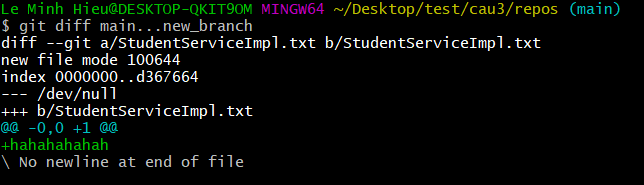 Le Minh Hieu@DESKTOP-QKIT9OM MINGW64 ~/Desktop/test/cau3/repos (main)
$ git diff main...new_branch
diff --git a/StudentServiceImpl.txt b/StudentServiceImpl.txt
new file mode 100644
index 0000000..d367664
--- /dev/null
+++ b/StudentServiceImpl.txt
@@ -0,0 +1 @@
+hahahahahah
\ No newline at end of file